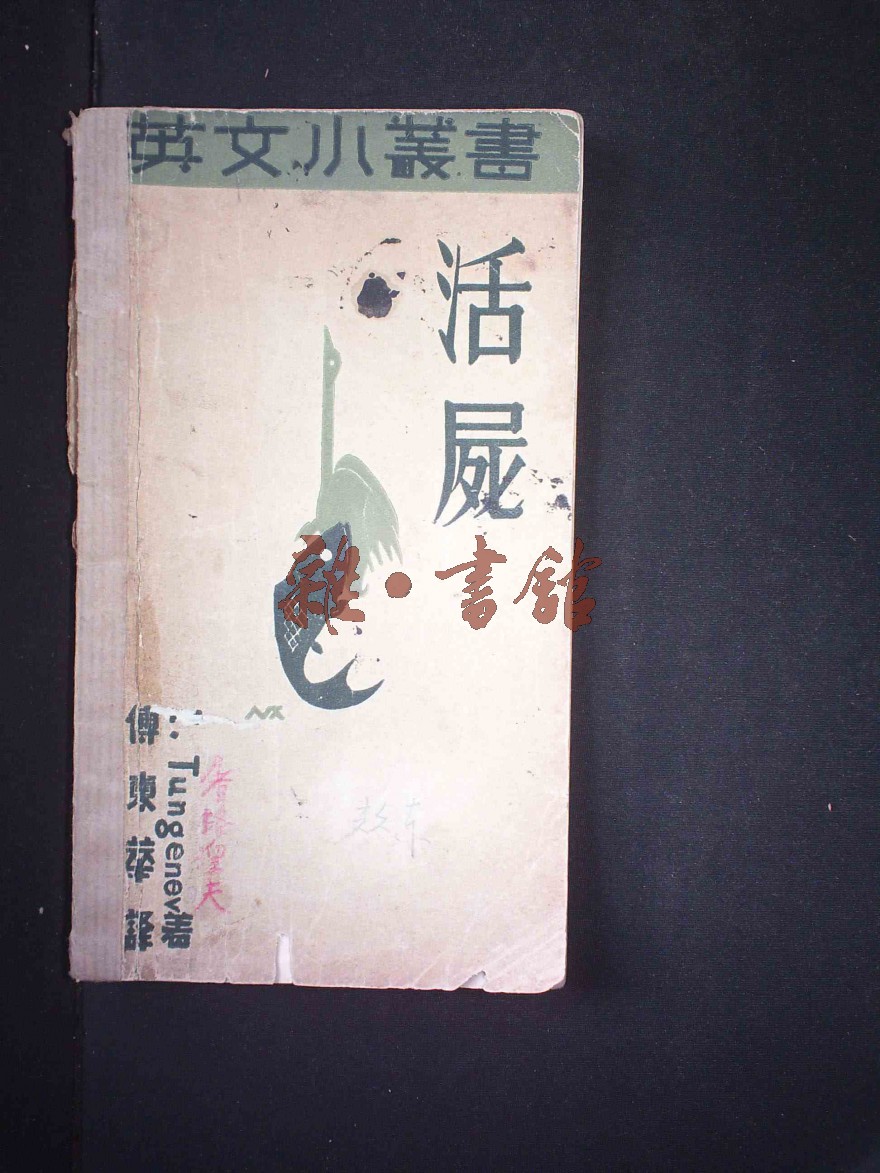 英文小叢書
活屍
雜·書館
Tungenev著
傅東華譯
屠格涅夫